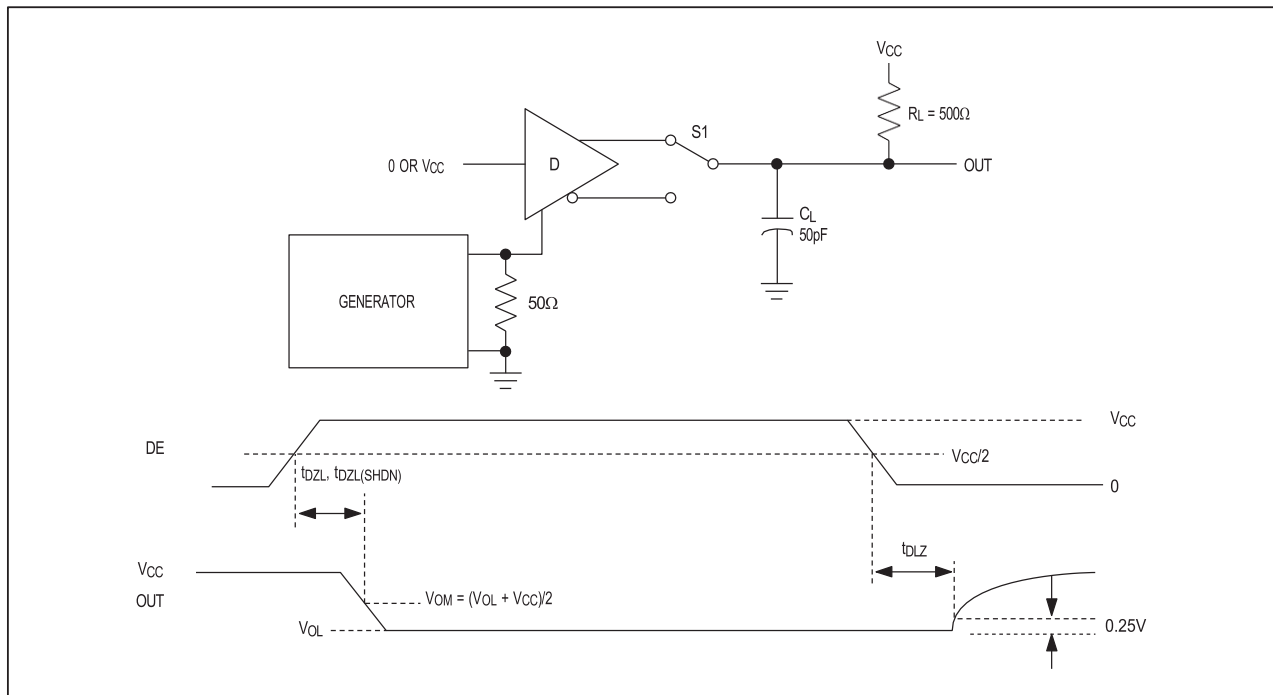 VCC
RL = 500Ω
S1
0 OR VCC
D
OUT
CL
50pF
GENERATOR
50Ω
VCC
DE
VCC/2
tDZL, tDZL(SHDN)
0
tDLZ
VCC
OUT
VOM = (VOL + VCC)/2
VOL
0.25V